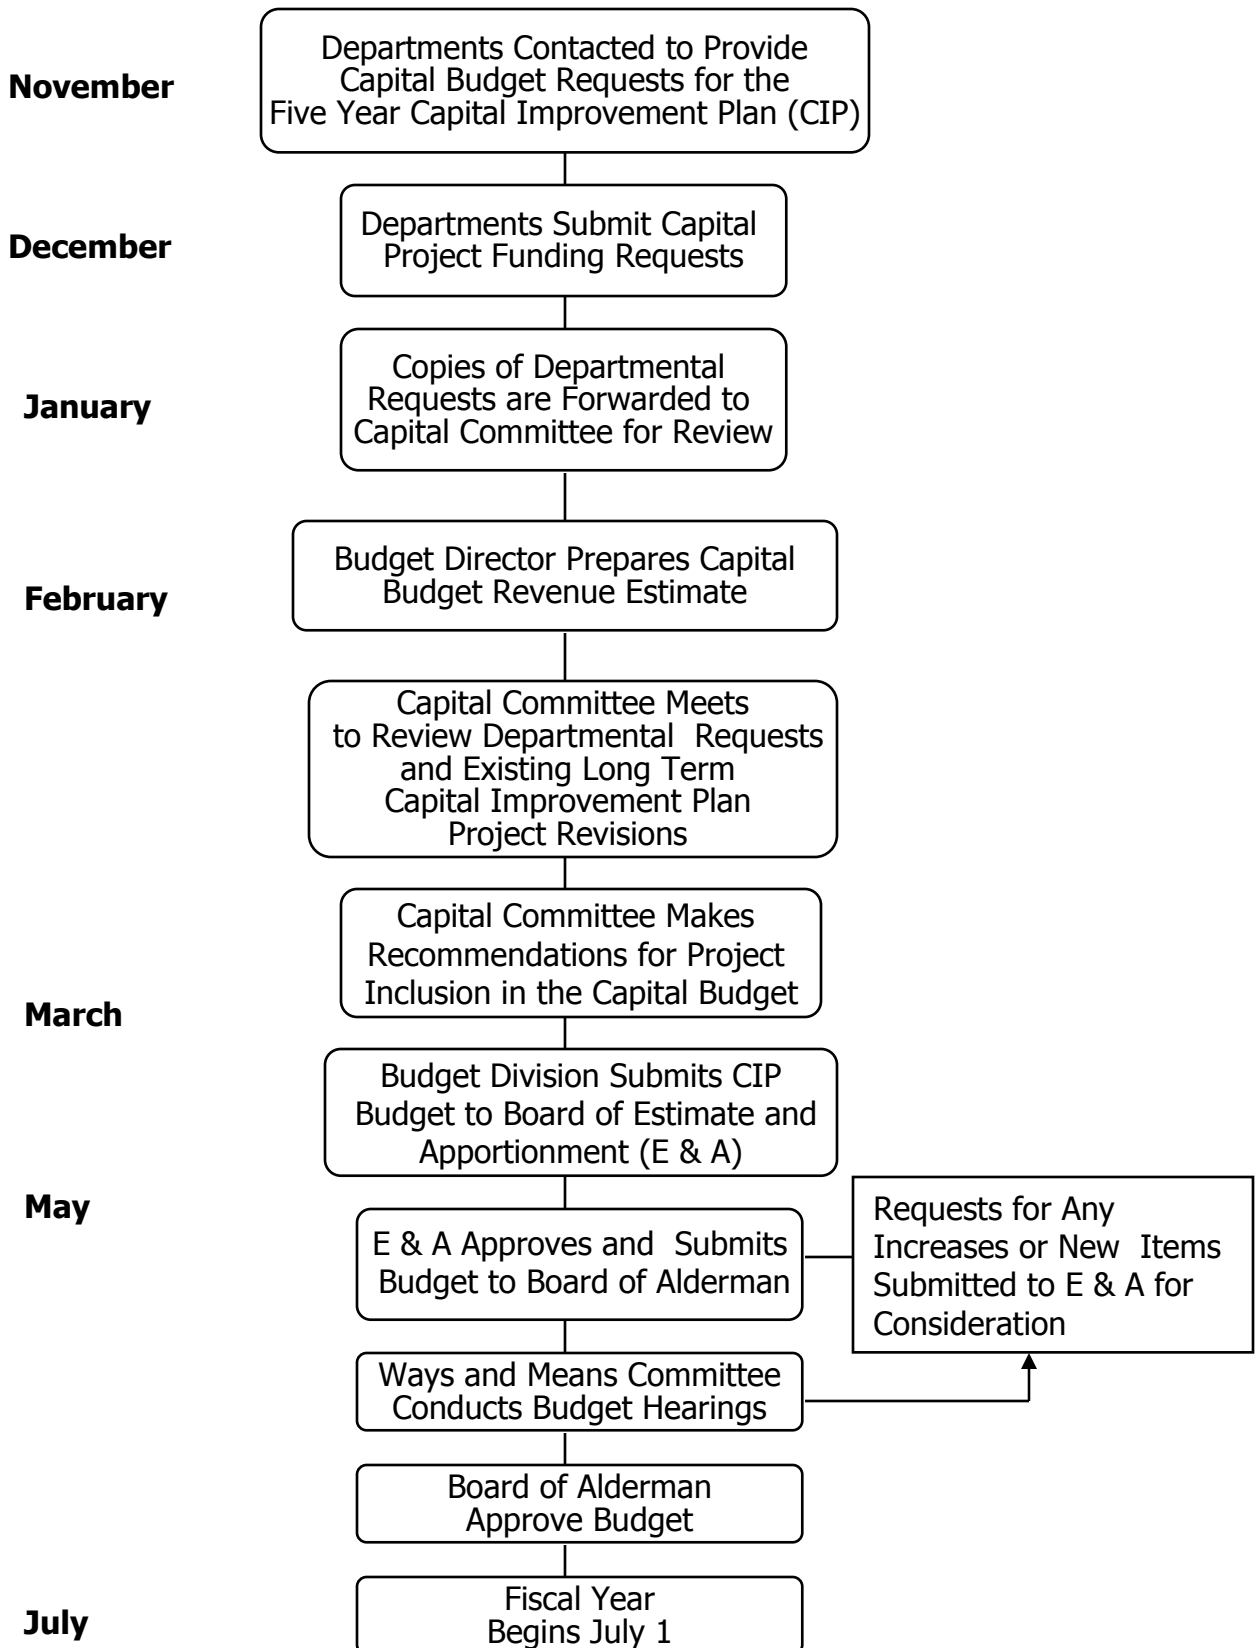 November
Departments Contacted to Provide
Capital Budget Requests for the
Five Year Capital Improvement Plan (CIP)
December
Departments Submit Capital
Project Funding Requests
January
Copies of Departmental
Requests are Forwarded to
Capital Committee for Review
February
Budget Director Prepares Capital
Budget Revenue Estimate
Capital Committee Meets
to Review Departmental Requests
and Existing Long Term
Capital Improvement Plan
Project Revisions
Capital Committee Makes
Recommendations for Project
Inclusion in the Capital Budget
March
Budget Division Submits CIP
Budget to Board of Estimate and
Apportionment (E & A)
May
E & A Approves and Submits
Budget to Board of Alderman
Requests for Any
Increases or New Items
Submitted to E & A for
Consideration
Ways and Means Committee
Conducts Budget Hearings
Board of Alderman
Approve Budget
July
Fiscal Year
Begins July 1